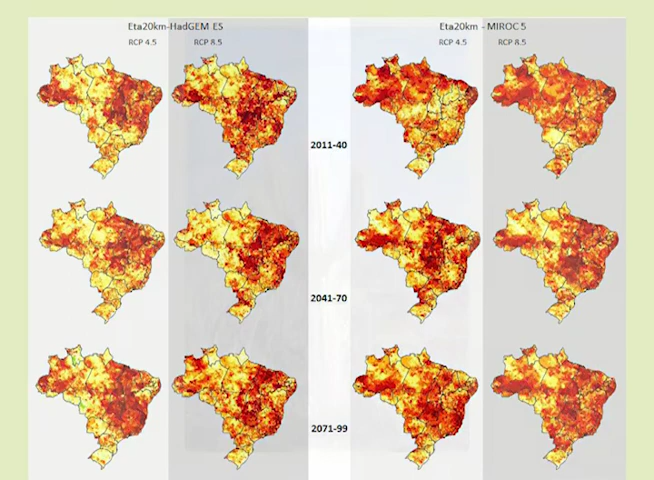 Eta20km-HadGEM ES
Eta20km - MIROC 5
RCP 4.5
RCP 8.5
RCP 4.5
RCP 8.5
2011-40
2041-70
2071-99